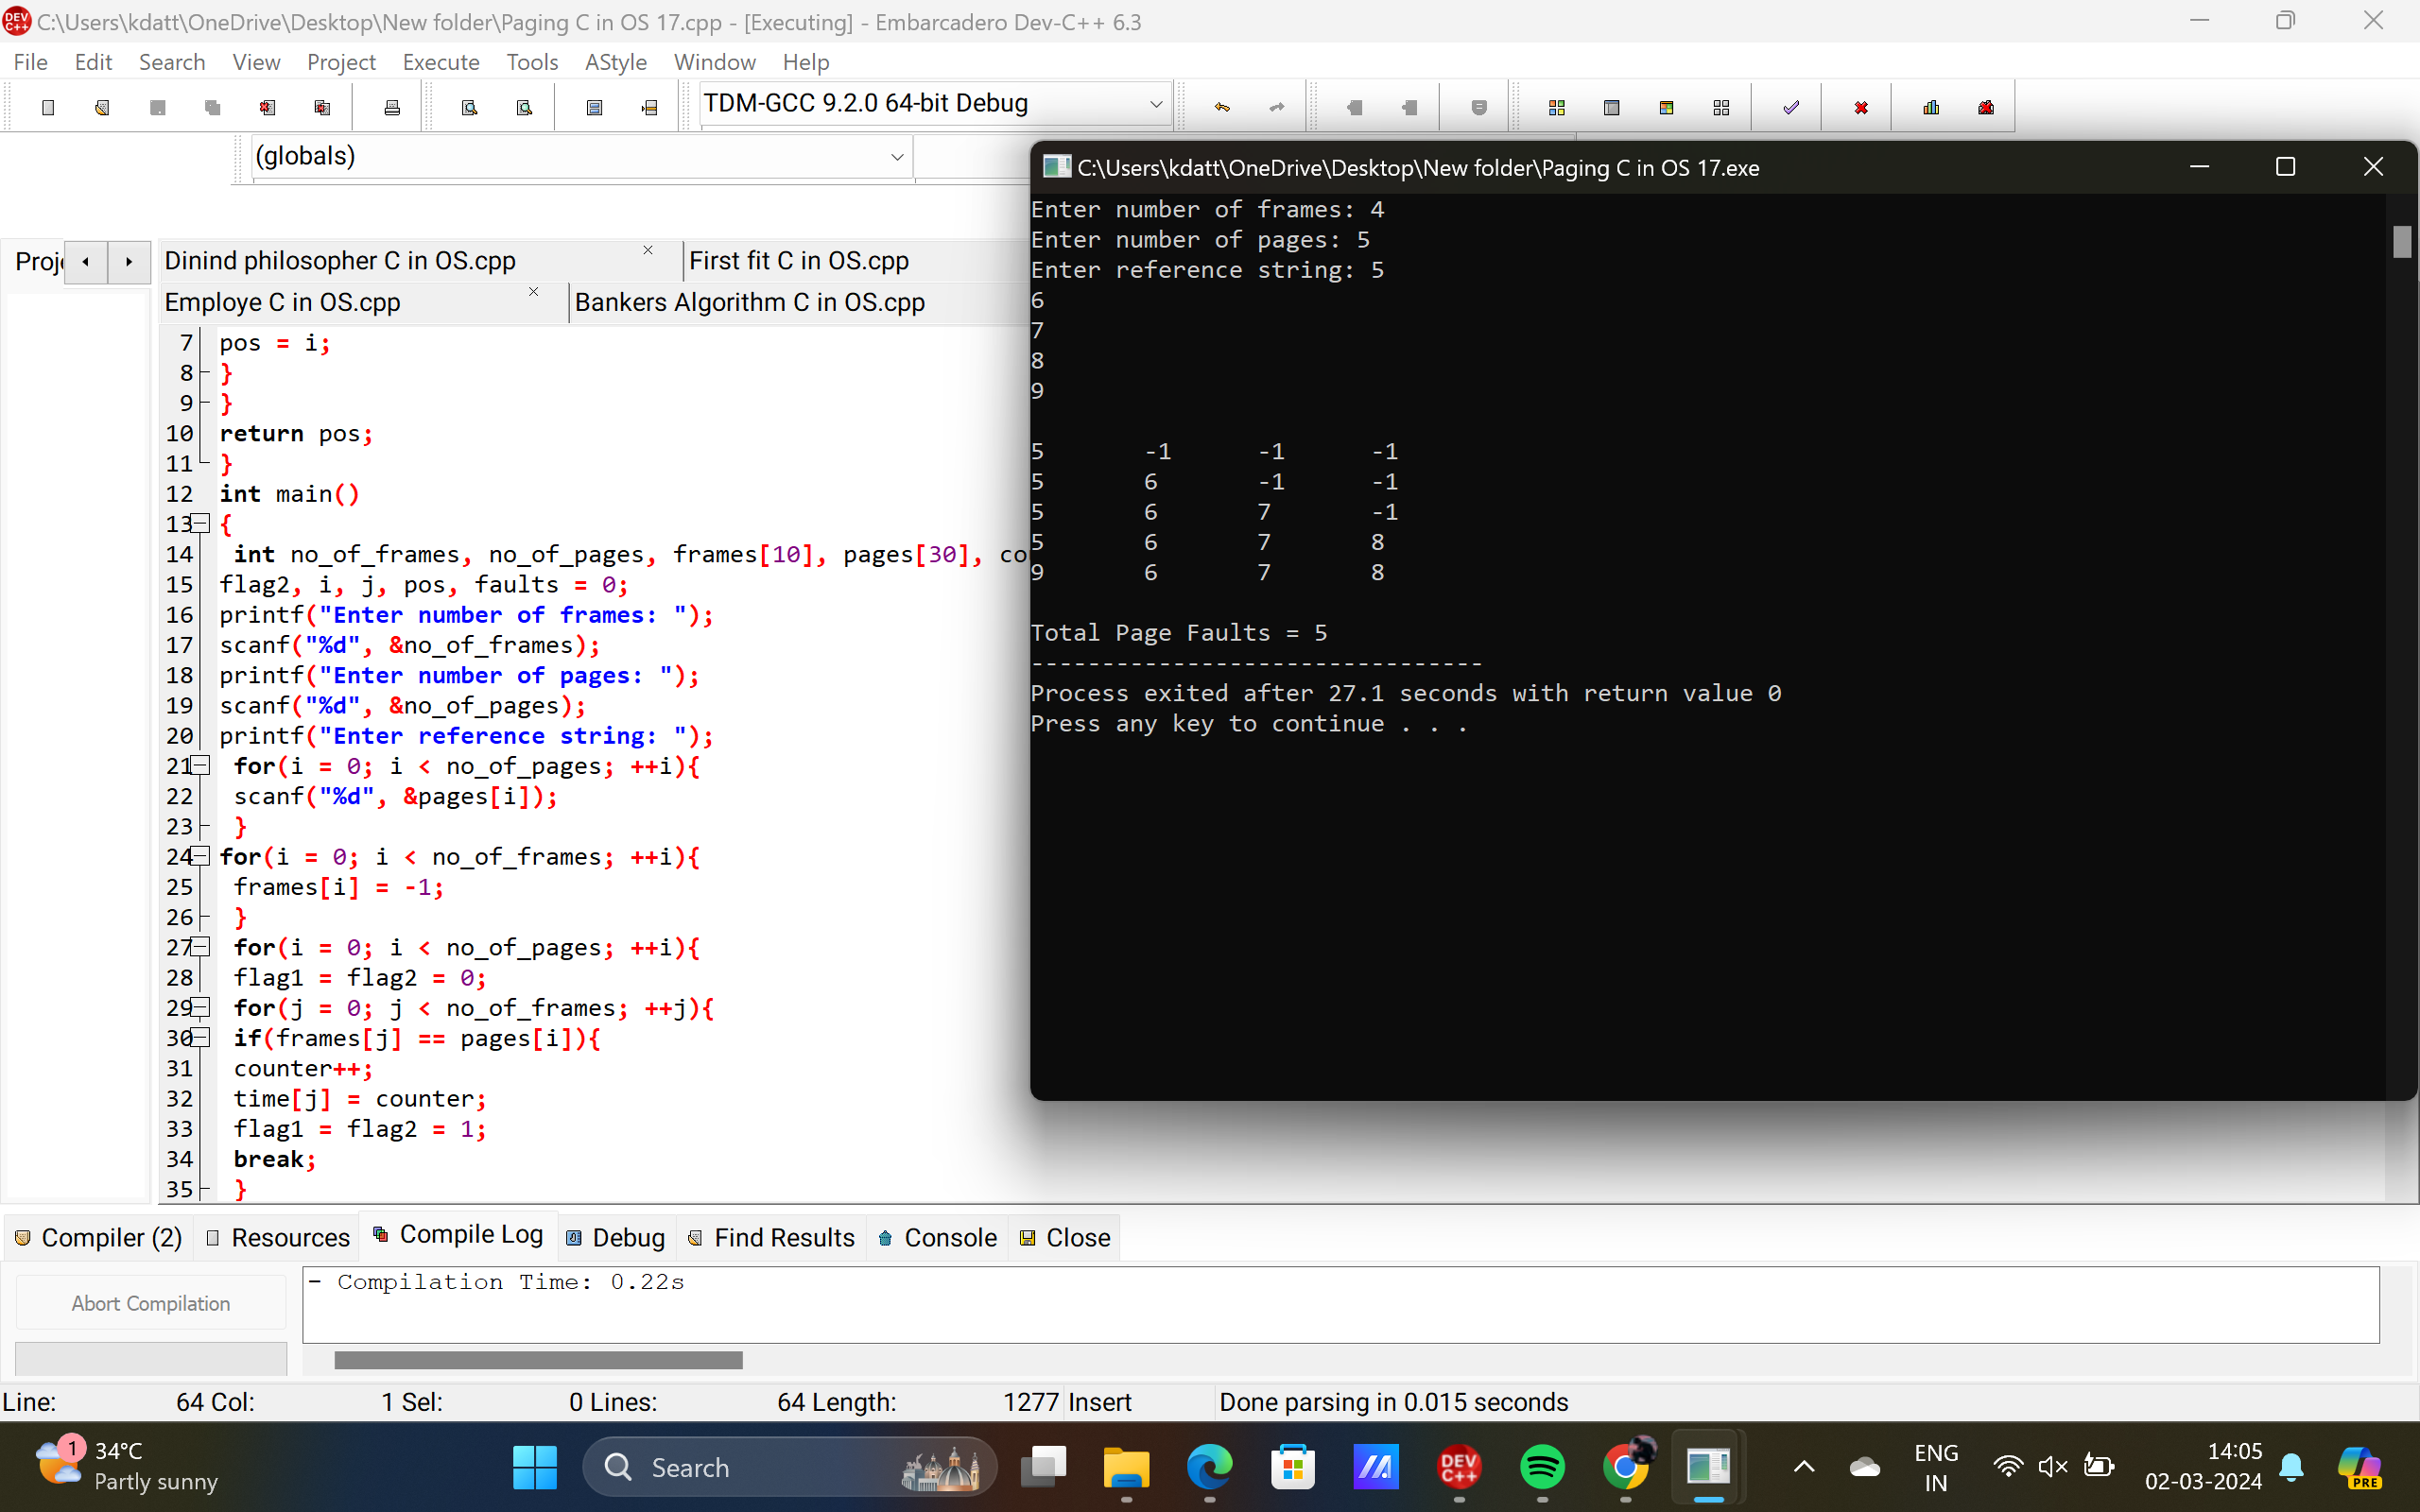 C:\Users\kdatt\OneDrive\Desktop\New folder\Paging C in OS 17.cpp - [Executing] - Embarcadero Dev-C++ 6.3
File Edit Search View Project Execute Tools AStyle Window Help
TDM-GCC 9.2.0 64-bit Debug
(globals)
Dinind philosopher C in OS.cpp First fit C in OS.cpp
Employe C in OS.cpp Bankers Algorithm C in OS.cpp
7 pos = i;
8 }
9 }
10 return pos;
11 }
12 int main()
13 {
14 int no_of_frames, no_of_pages, frames[10], pages[30], co
15 flag2, i, j, pos, faults = 0;
16 printf("Enter number of frames: ");
17 scanf("%d", &no_of_frames);
18 printf("Enter number of pages: ");
19 scanf("%d", &no_of_pages);
20 printf("Enter reference string: ");
21 for(i = 0; i < no_of_pages; ++i){
22 scanf("%d", &pages[i]);
23 }
24 for(i = 0; i < no_of_frames; ++i){
25 frames[i] = -1;
26 }
27 for(i = 0; i < no_of_pages; ++i){
28 flag1 = flag2 = 0;
29 for(j = 0; j < no_of_frames; ++j){
30 if(frames[j] == pages[i]){
31 counter++;
32 time[j] = counter;
33 flag1 = flag2 = 1;
34 break;
35 }
C:\Users\kdatt\OneDrive\Desktop\New folder\Paging C in OS 17.exe
Enter number of frames: 4
Enter number of pages: 5
Enter reference string: 5
6
7
8
9
5 -1 -1 -1
5 6 -1 -1
5 6 7 -1
5 6 7 8
9 6 7 8
Total Page Faults = 5
--------------------------------
Process exited after 27.1 seconds with return value 0
Press any key to continue . . .
Compiler (2) Resources Compile Log Debug Find Results Console Close
Abort Compilation
- Compilation Time: 0.22s
Line: 64 Col: 1 Sel: 0 Lines: 64 Length: 1277 Insert Done parsing in 0.015 seconds
1
34°C
Partly sunny
Search
DEV C++
ENG
IN
14:05
02-03-2024
PRE